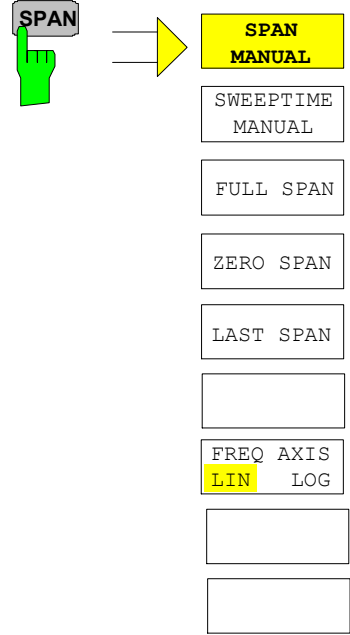 SPAN
SPAN
MANUAL
SWEEPTIME
MANUAL
FULL SPAN
ZERO SPAN
LAST SPAN
FREQ AXIS
LIN LOG